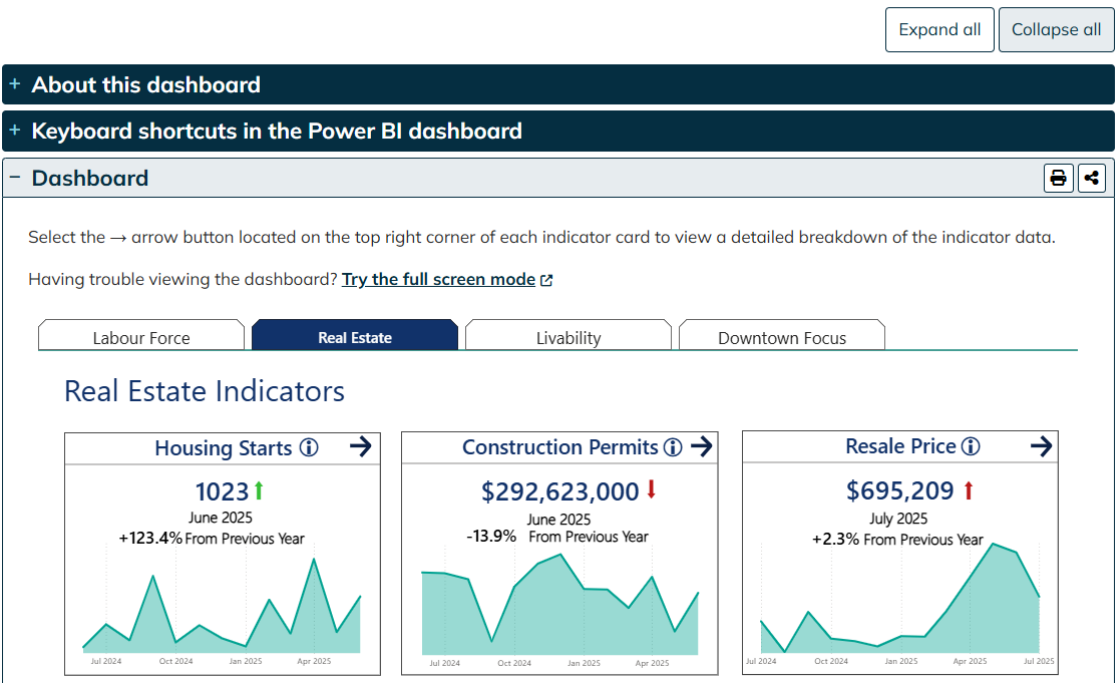 Expand all
Collapse all
+ About this dashboard
+ Keyboard shortcuts in the Power BI dashboard
− Dashboard
Select the → arrow button located on the top right corner of each indicator card to view a detailed breakdown of the indicator data.
Having trouble viewing the dashboard? Try the full screen mode
Labour Force
Real Estate
Livability
Downtown Focus
Real Estate Indicators
Housing Starts
1023
June 2025
+123.4% From Previous Year
Jul 2024 Oct 2024 Jan 2025 Apr 2025
Construction Permits
$292,623,000
June 2025
-13.9% From Previous Year
Jul 2024 Oct 2024 Jan 2025 Apr 2025
Resale Price
$695,209
July 2025
+2.3% From Previous Year
Jul 2024 Oct 2024 Jan 2025 Apr 2025 Jul 2025